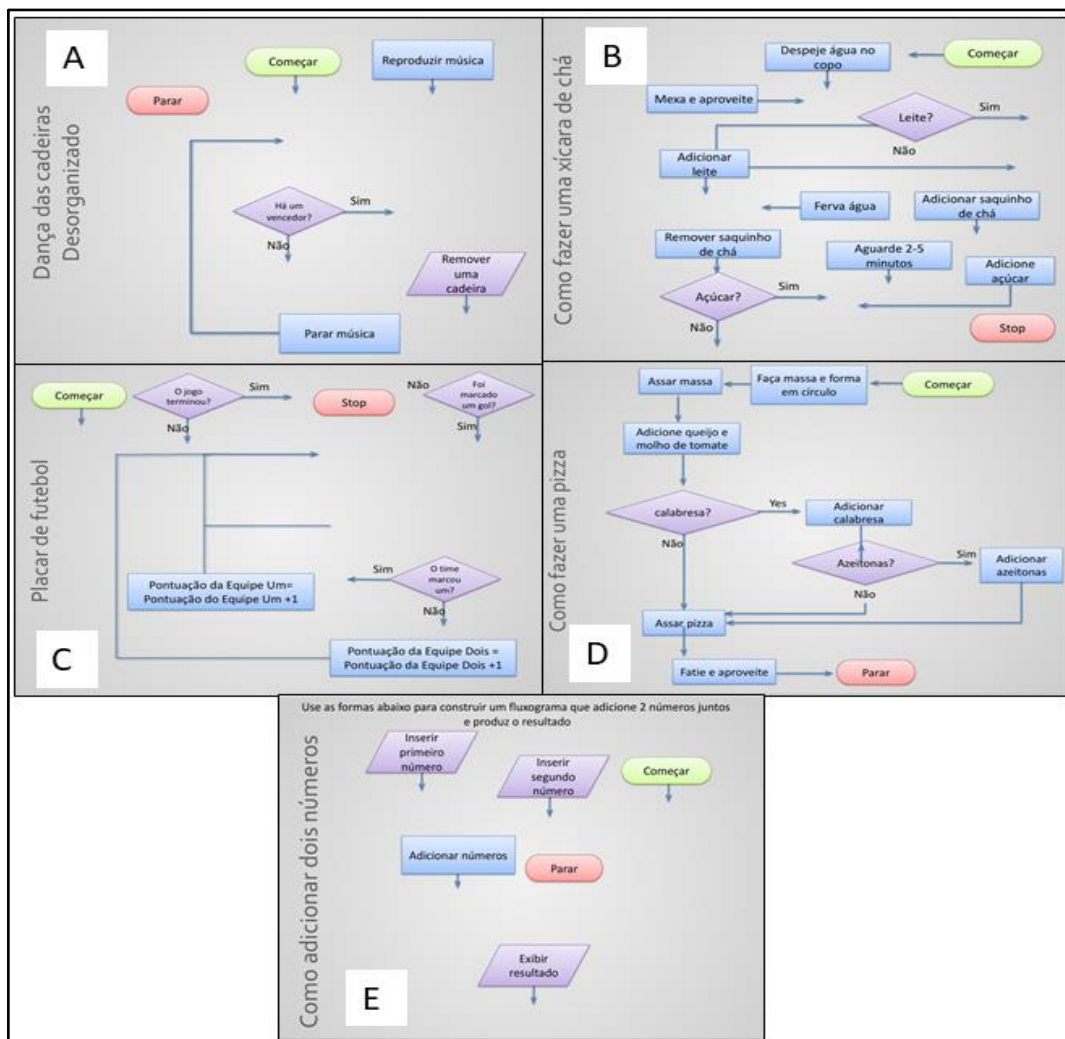 A
Dança das cadeiras
Desorganizado
Começar
Reproduzir música
Parar
Há um
vencedor?
Sim
Não
Remover
uma
cadeira
Parar música
B
Como fazer uma xícara de chá
Despeje água no
copo
Começar
Mexa e aproveite
Leite?
Sim
Não
Adicionar
leite
Ferva água
Adicionar saquinho
de chá
Remover saquinho
de chá
Aguarde 2-5
minutos
Adicione
açúcar
Açúcar?
Sim
Não
Stop
C
Placar de futebol
Começar
O jogo
terminou?
Sim
Não
Stop
Não
Foi
marcado
um gol?
Sim
Pontuação da Equipe Um=
Pontuação do Equipe Um +1
Sim
O time
marcou
um?
Não
Pontuação da Equipe Dois =
Pontuação da Equipe Dois +1
D
Como fazer uma pizza
Assar massa
Faça massa e forma
em círculo
Começar
Adicione queijo e
molho de tomate
calabresa?
Yes
Não
Adicionar
calabresa
Azeitonas?
Sim
Não
Adicionar
azeitonas
Assar pizza
Fatie e aproveite
Parar
E
Como adicionar dois números
Use as formas abaixo para construir um fluxograma que adicione 2 números juntos
e produz o resultado
Inserir
primeiro
número
Inserir
segundo
número
Começar
Adicionar números
Parar
Exibir
resultado